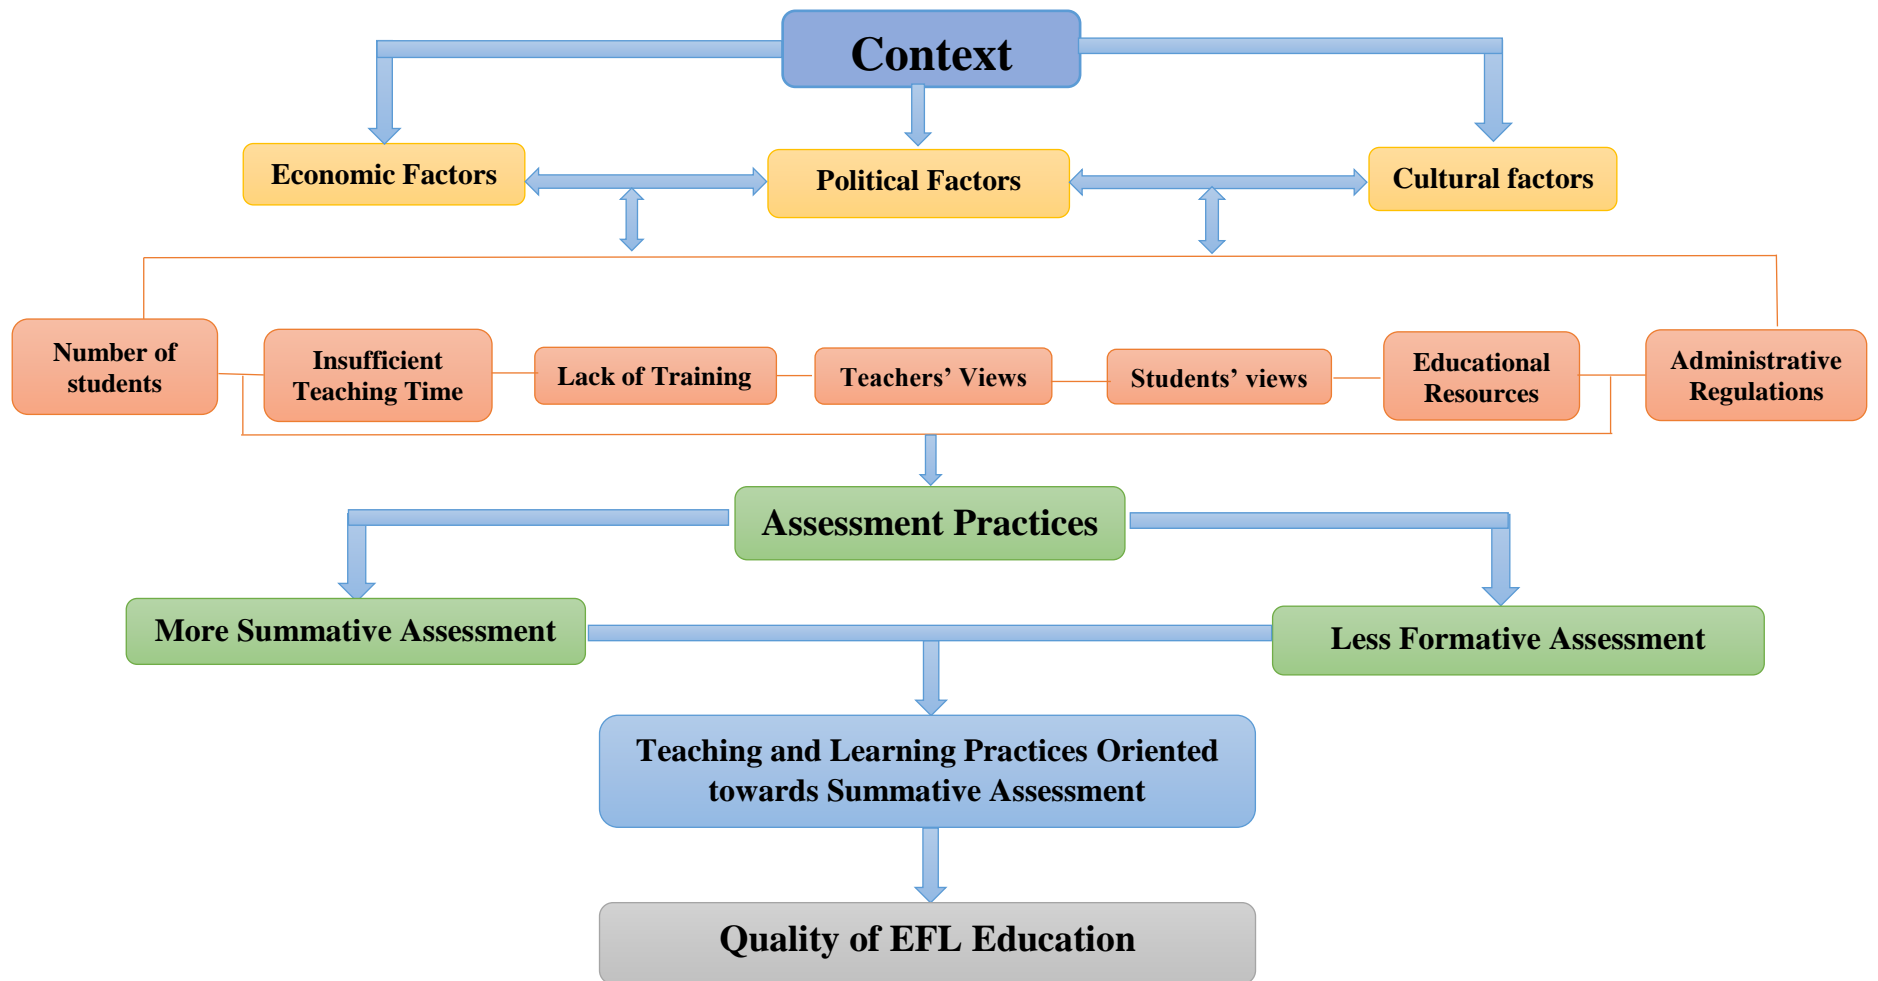 Context
Economic Factors
Political Factors
Cultural factors
Number of
students
Insufficient
Teaching Time
Lack of Training
Teachers’ Views
Students’ views
Educational
Resources
Administrative
Regulations
Assessment Practices
More Summative Assessment
Less Formative Assessment
Teaching and Learning Practices Oriented
towards Summative Assessment
Quality of EFL Education